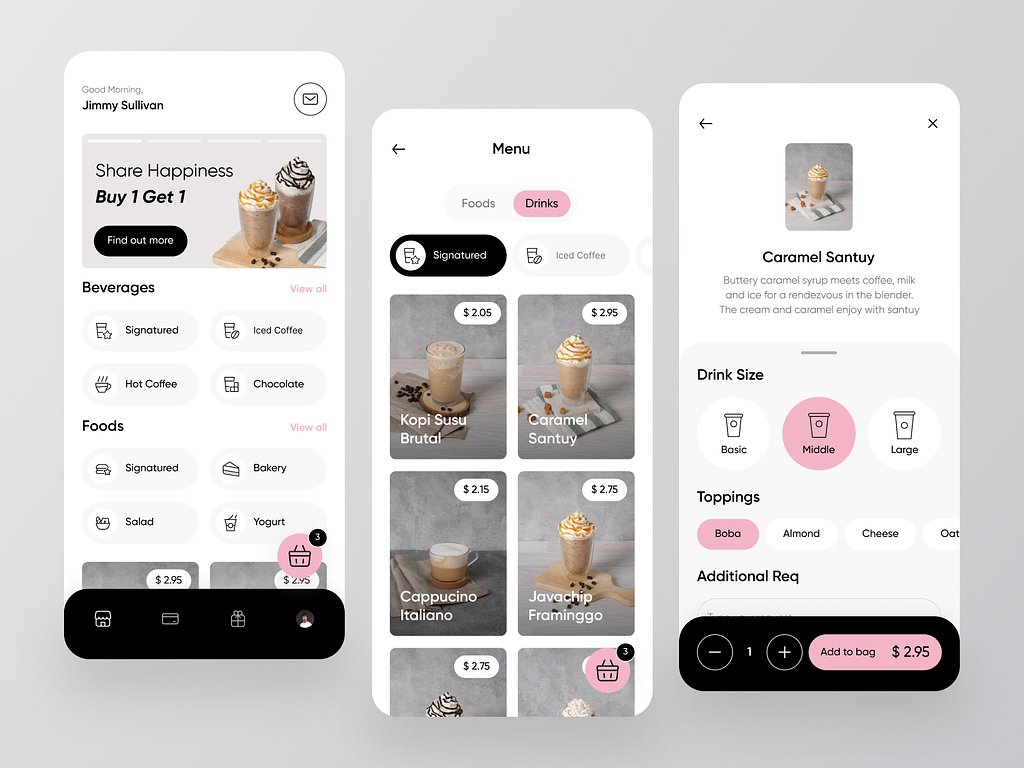 Good Morning,
Jimmy Sullivan
Share Happiness
Buy 1 Get 1
Find out more
Beverages
View all
Signatured
Iced Coffee
Hot Coffee
Chocolate
Foods
View all
Signatured
Bakery
Salad
Yogurt
3
$ 2.95
$ 2.95
Menu
Foods
Drinks
Signatured
Iced Coffee
$ 2.05
Kopi Susu
Brutal
$ 2.95
Caramel
Santuy
$ 2.15
Cappucino
Italiano
$ 2.75
Javachip
Framinggo
$ 2.75
3
Caramel Santuy
Buttery caramel syrup meets coffee, milk
and ice for a rendezvous in the blender.
The cream and caramel enjoy with santuy
Drink Size
Basic
Middle
Large
Toppings
Boba
Almond
Cheese
Oat
Additional Req
1
Add to bag
$ 2.95